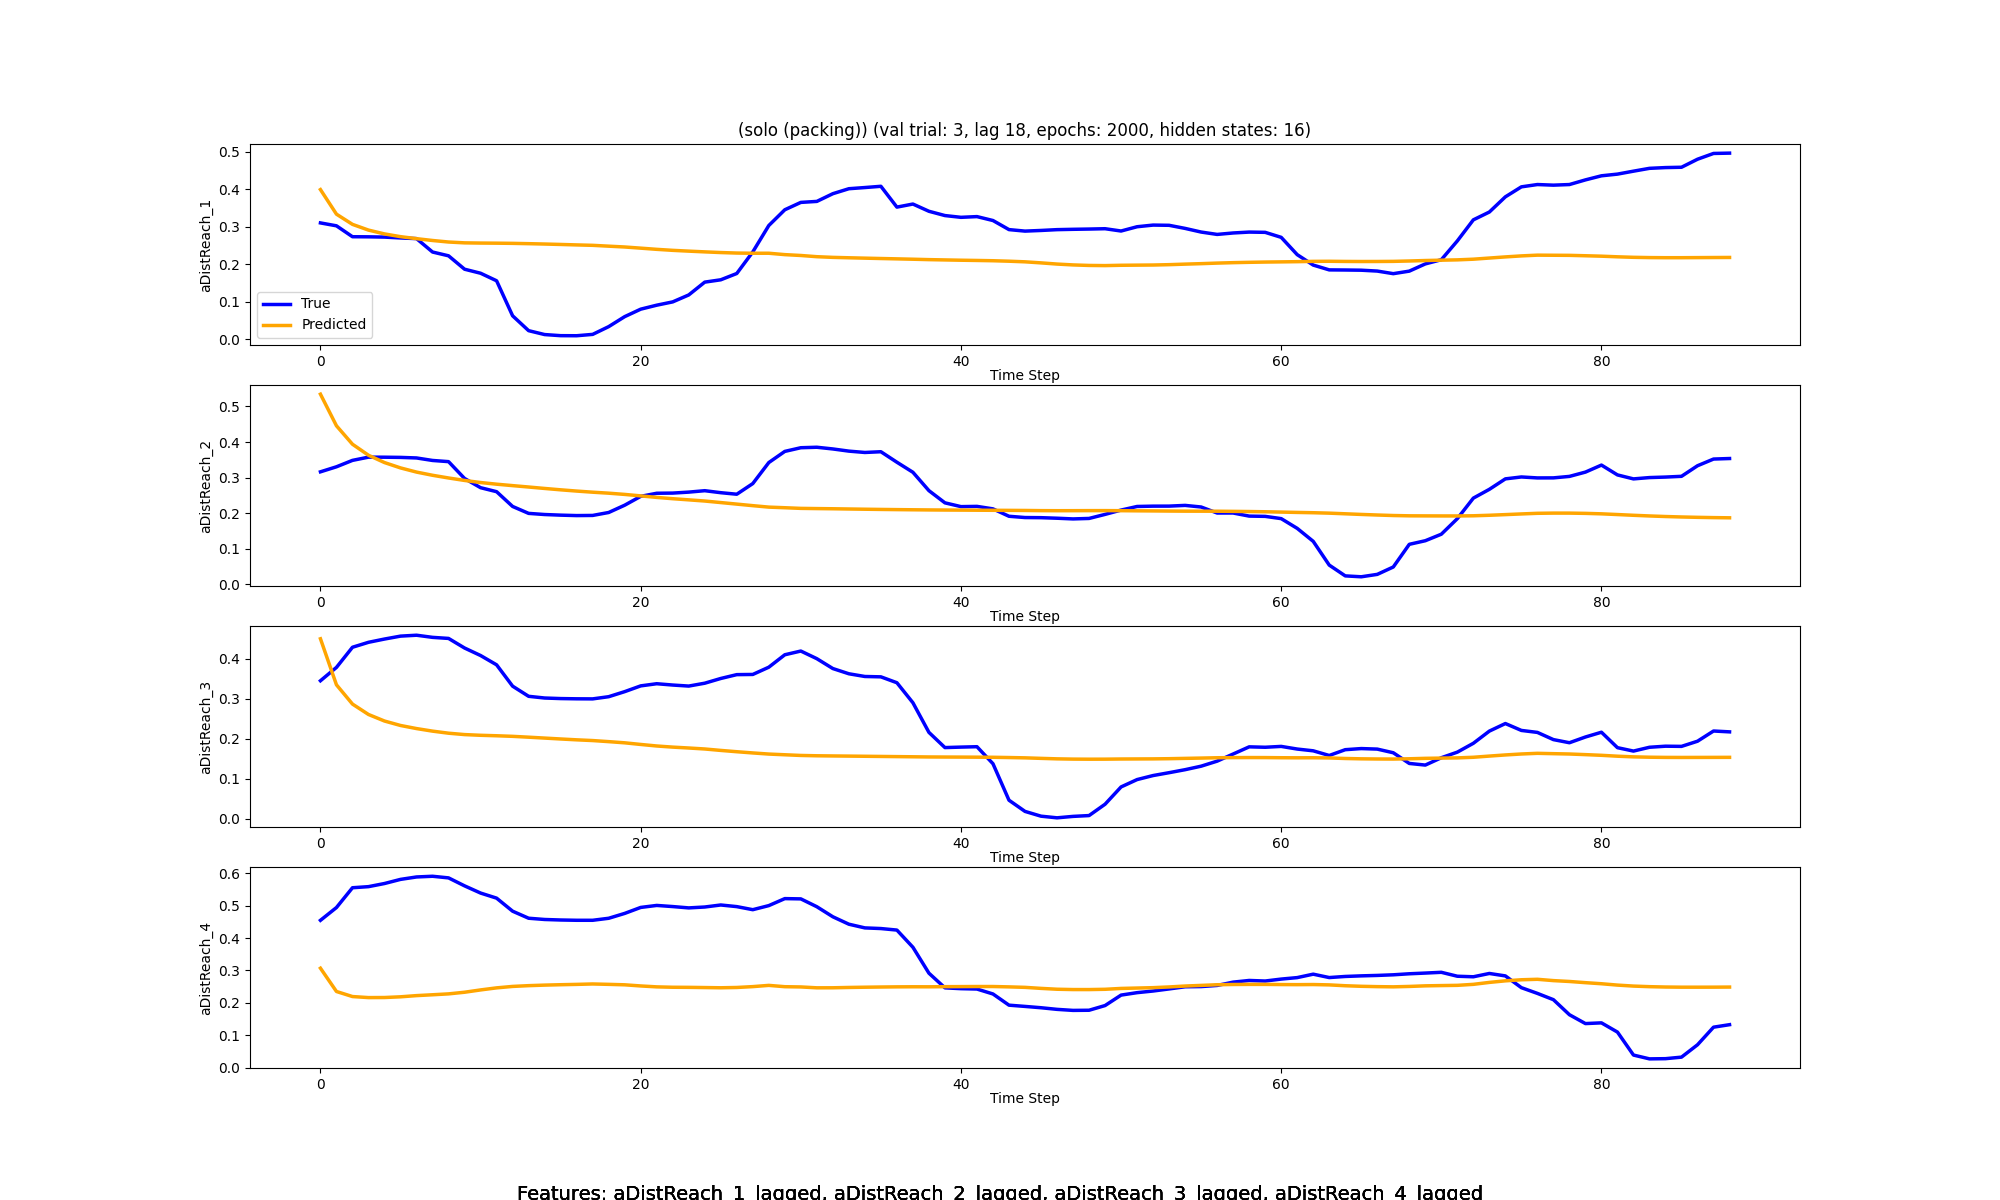 (solo (packing)) (val trial: 3, lag 18, epochs: 2000, hidden states: 16)
aDistReach_1
0.5
0.4
0.3
0.2
0.1
0.0
True
Predicted
0 20 40 60 80
Time Step
aDistReach_2
0.5
0.4
0.3
0.2
0.1
0.0
0 20 40 60 80
Time Step
aDistReach_3
0.4
0.3
0.2
0.1
0.0
0 20 40 60 80
Time Step
aDistReach_4
0.6
0.5
0.4
0.3
0.2
0.1
0.0
0 20 40 60 80
Time Step
Features: aDistReach_1_lagged, aDistReach_2_lagged, aDistReach_3_lagged, aDistReach_4_lagged